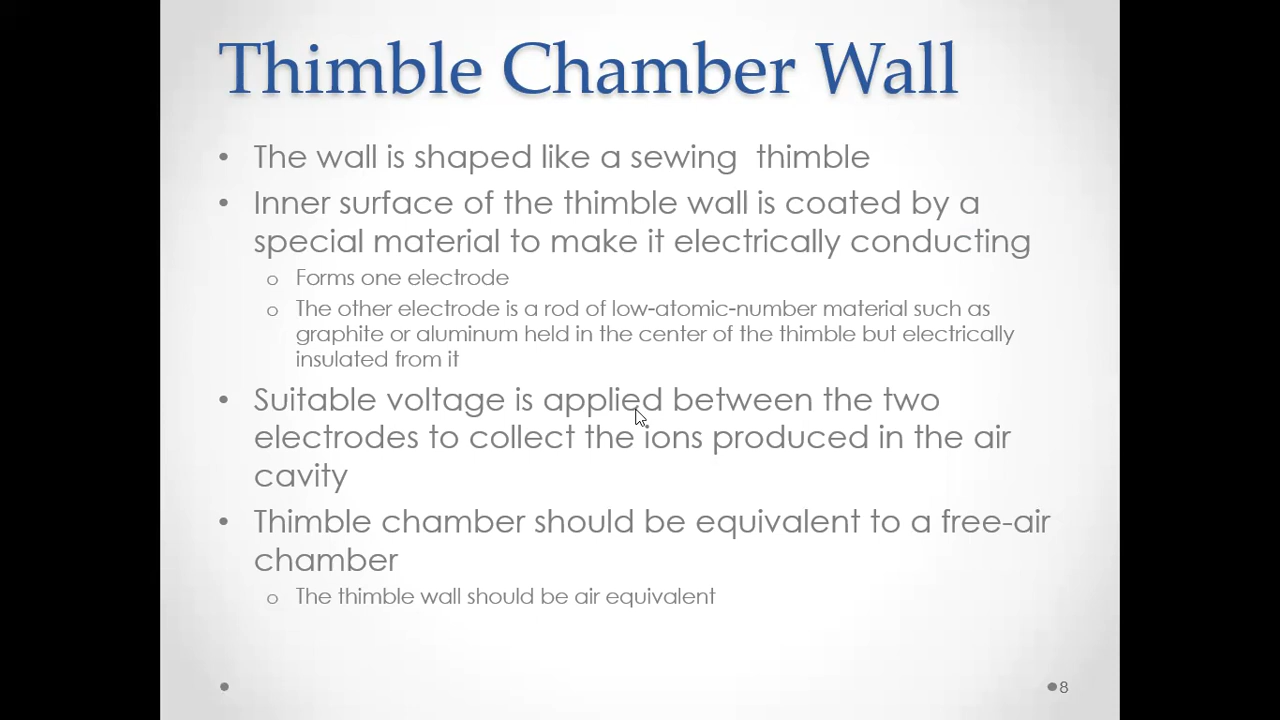 Thimble Chamber Wall
• The wall is shaped like a sewing  thimble
• Inner surface of the thimble wall is coated by a
special material to make it electrically conducting
o Forms one electrode
o The other electrode is a rod of low-atomic-number material such as
graphite or aluminum held in the center of the thimble but electrically
insulated from it
• Suitable voltage is applied between the two
electrodes to collect the ions produced in the air
cavity
• Thimble chamber should be equivalent to a free-air
chamber
o The thimble wall should be air equivalent
• •8